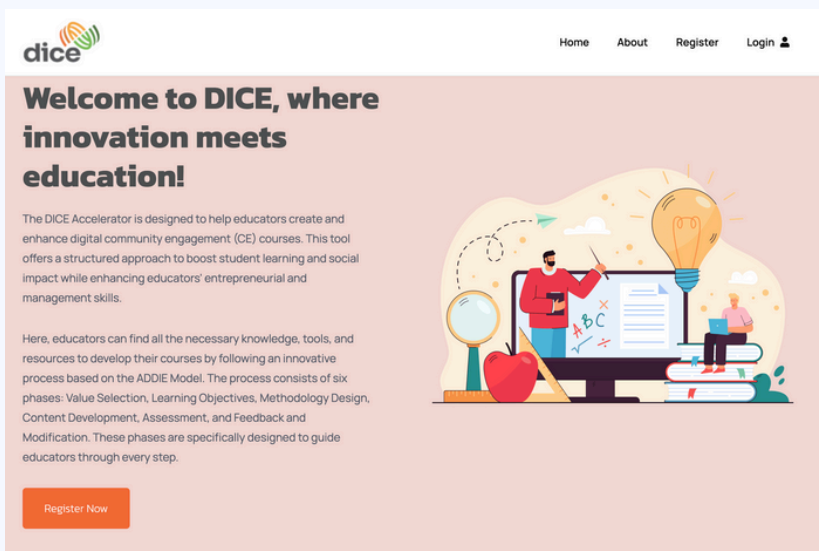 dice
Home About Register Login
Welcome to DICE, where
innovation meets
education!
The DICE Accelerator is designed to help educators create and
enhance digital community engagement (CE) courses. This tool
offers a structured approach to boost student learning and social
impact while enhancing educators' entrepreneurial and
management skills.
Here, educators can find all the necessary knowledge, tools, and
resources to develop their courses by following an innovative
process based on the ADDIE Model. The process consists of six
phases: Value Selection, Learning Objectives, Methodology Design,
Content Development, Assessment, and Feedback and
Modification. These phases are specifically designed to guide
educators through every step.
Register Now
A B C